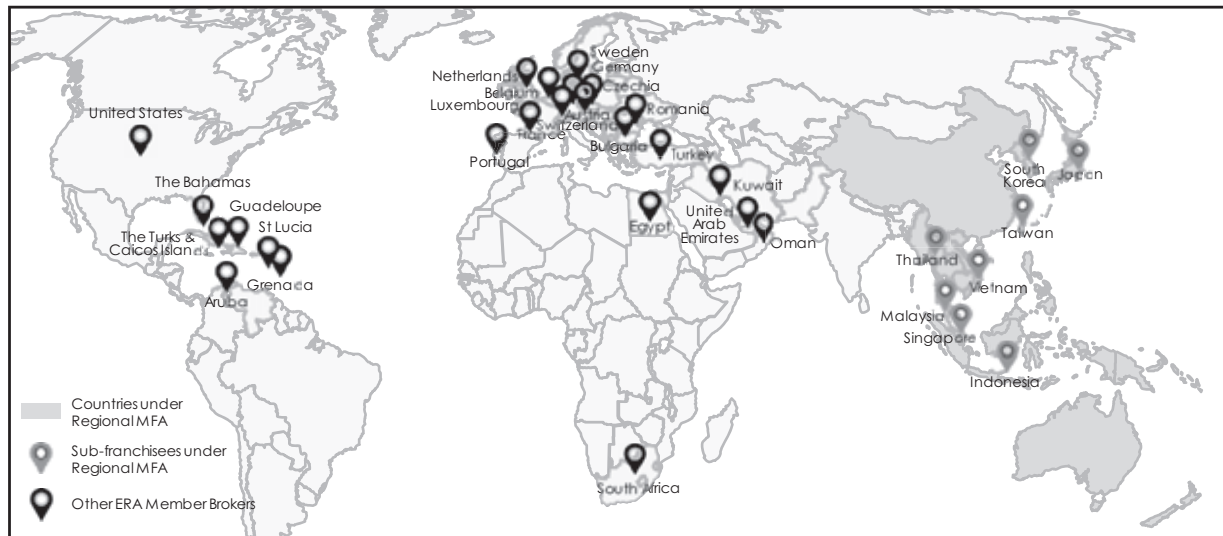 United States
The Bahamas
Guadeloupe
St Lucia
The Turks &
Caicos Islands
Grenada
Aruba
Sweden
Germany
Netherlands
Belgium
Czechia
Luxembourg
Romania
Austria
Switzerland
France
Bulgaria
Turkey
Portugal
Kuwait
United
Arab
Emirates
Egypt
Oman
South Africa
South
Korea
Japan
Taiwan
Thailand
Vietnam
Malaysia
Singapore
Indonesia
Countries under
Regional MFA
Sub-franchisees under
Regional MFA
Other ERA Member Brokers